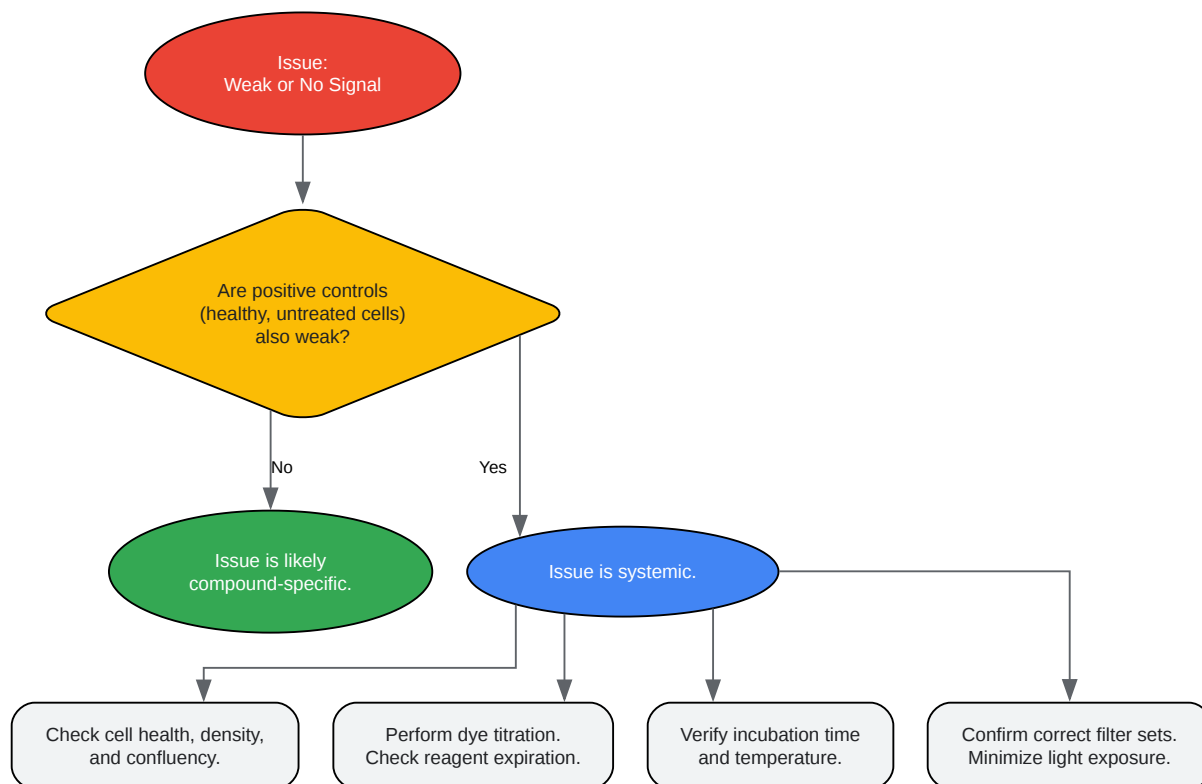 Issue:
Weak or No Signal
Are positive controls
(healthy, untreated cells)
also weak?
No
Yes
Issue is likely
compound-specific.
Issue is systemic.
Check cell health, density,
and confluency.
Perform dye titration.
Check reagent expiration.
Verify incubation time
and temperature.
Confirm correct filter sets.
Minimize light exposure.